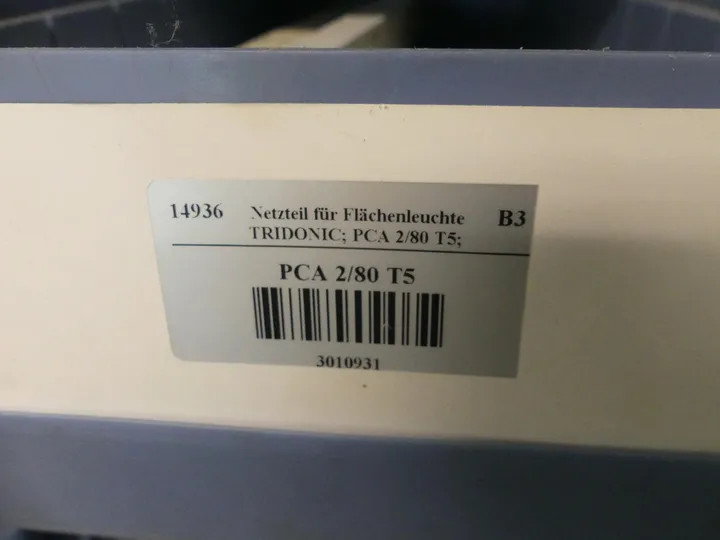 14936 Netzteil für Flächenleuchte B3
TRIDONIC; PCA 2/80 T5;
PCA 2/80 T5
3010931